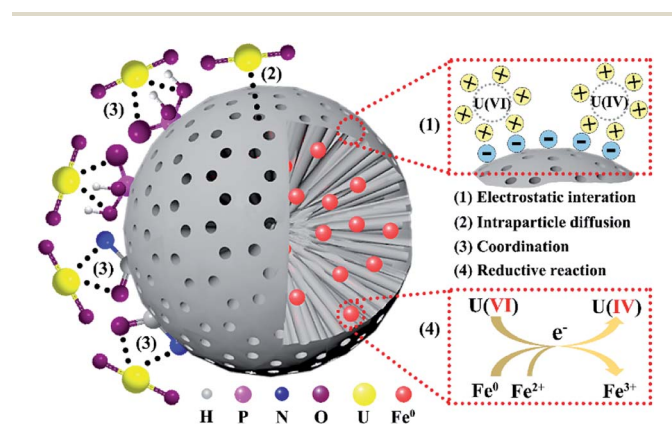 (2)
(3)
U(VI)
U(IV)
(1)
(1) Electrostatic interation
(2) Intraparticle diffusion
(3) Coordination
(4) Reductive reaction
(3)
(3)
(4)
U(VI) U(IV)
e⁻
Fe⁰ Fe²⁺ Fe³⁺
H P N O U Fe⁰